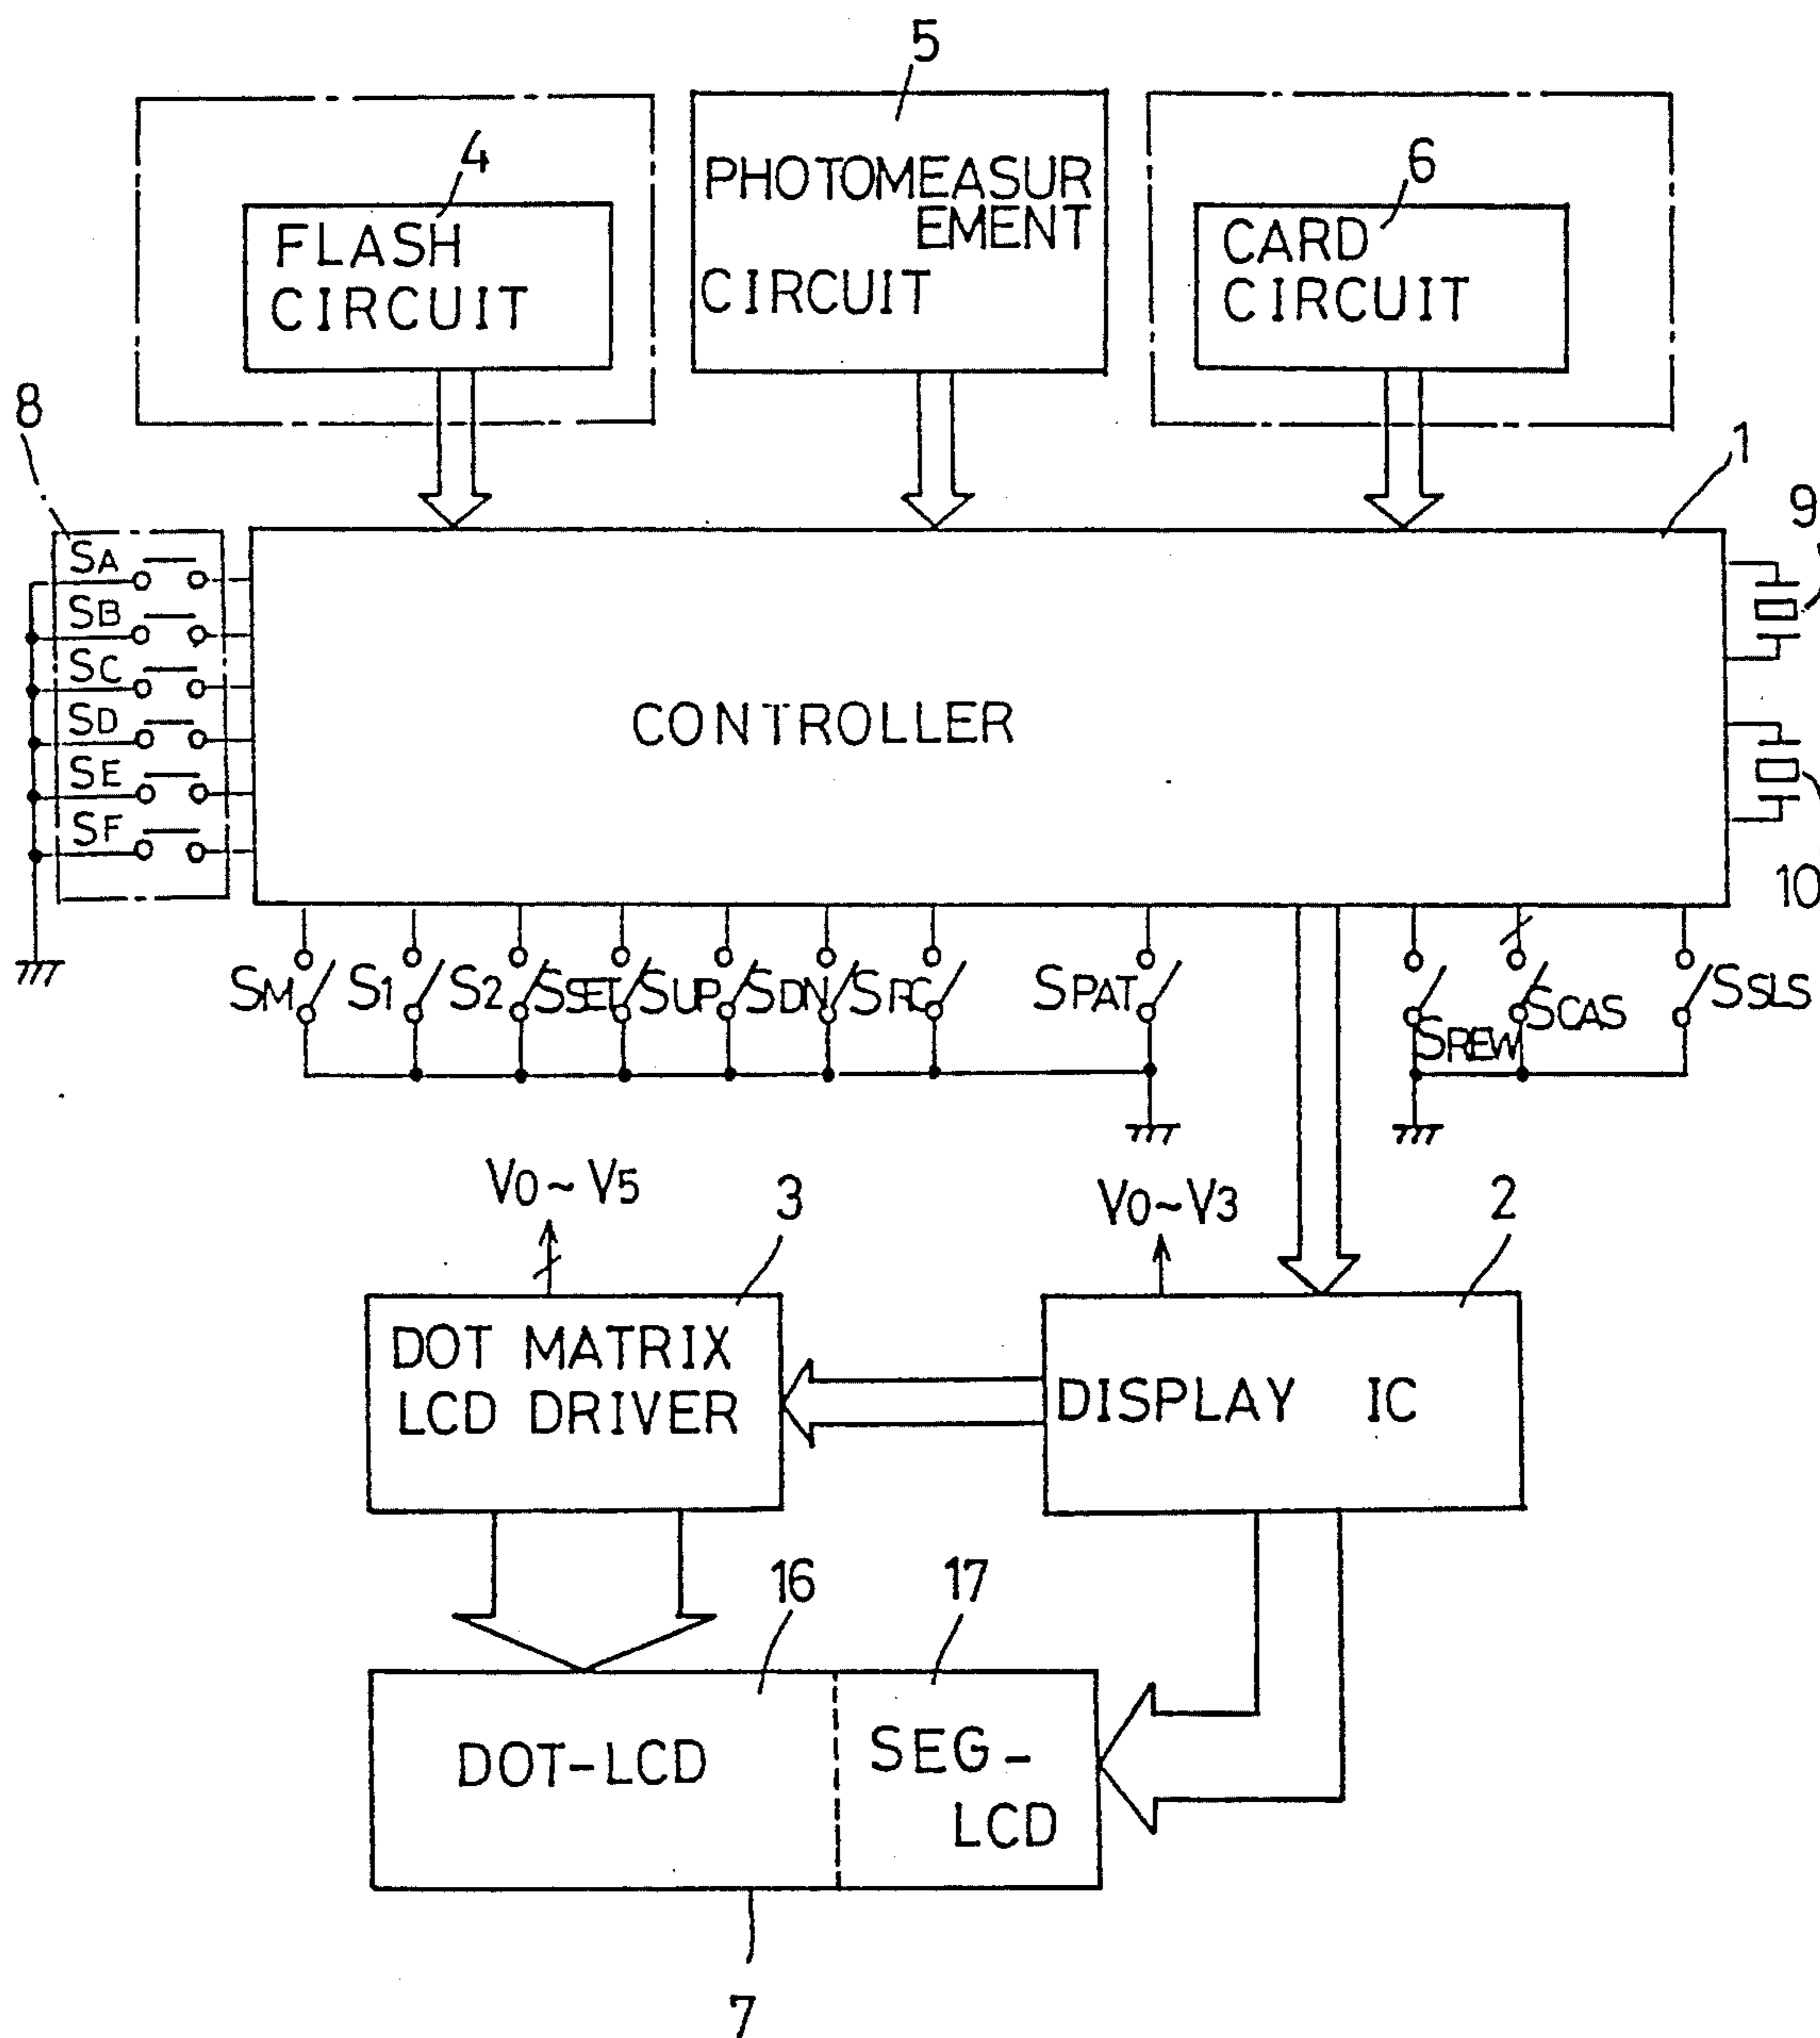 5
4
6
PHOTOMEASUR
EMENT
CIRCUIT
FLASH
CIRCUIT
CARD
CIRCUIT
8
1
9
SA
SB
SC
SD
SE
SF
CONTROLLER
10
SM
S1
S2
SSET
SUP
SDN
SRC
SPAT
SREW
SCAS
SSLS
V0~V5
3
V0~V3
2
DOT MATRIX
LCD DRIVER
DISPLAY IC
16
17
DOT-LCD
SEG-
LCD
7